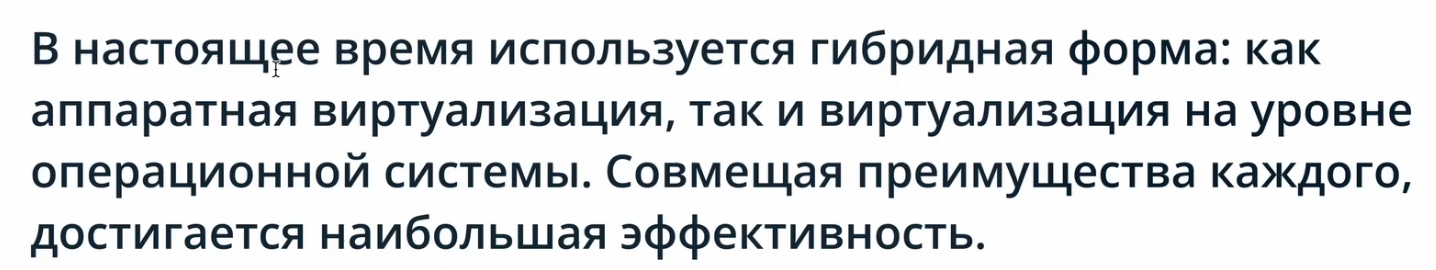 В настоящее время используется гибридная форма: как
аппаратная виртуализация, так и виртуализация на уровне
операционной системы. Совмещая преимущества каждого,
достигается наибольшая эффективность.